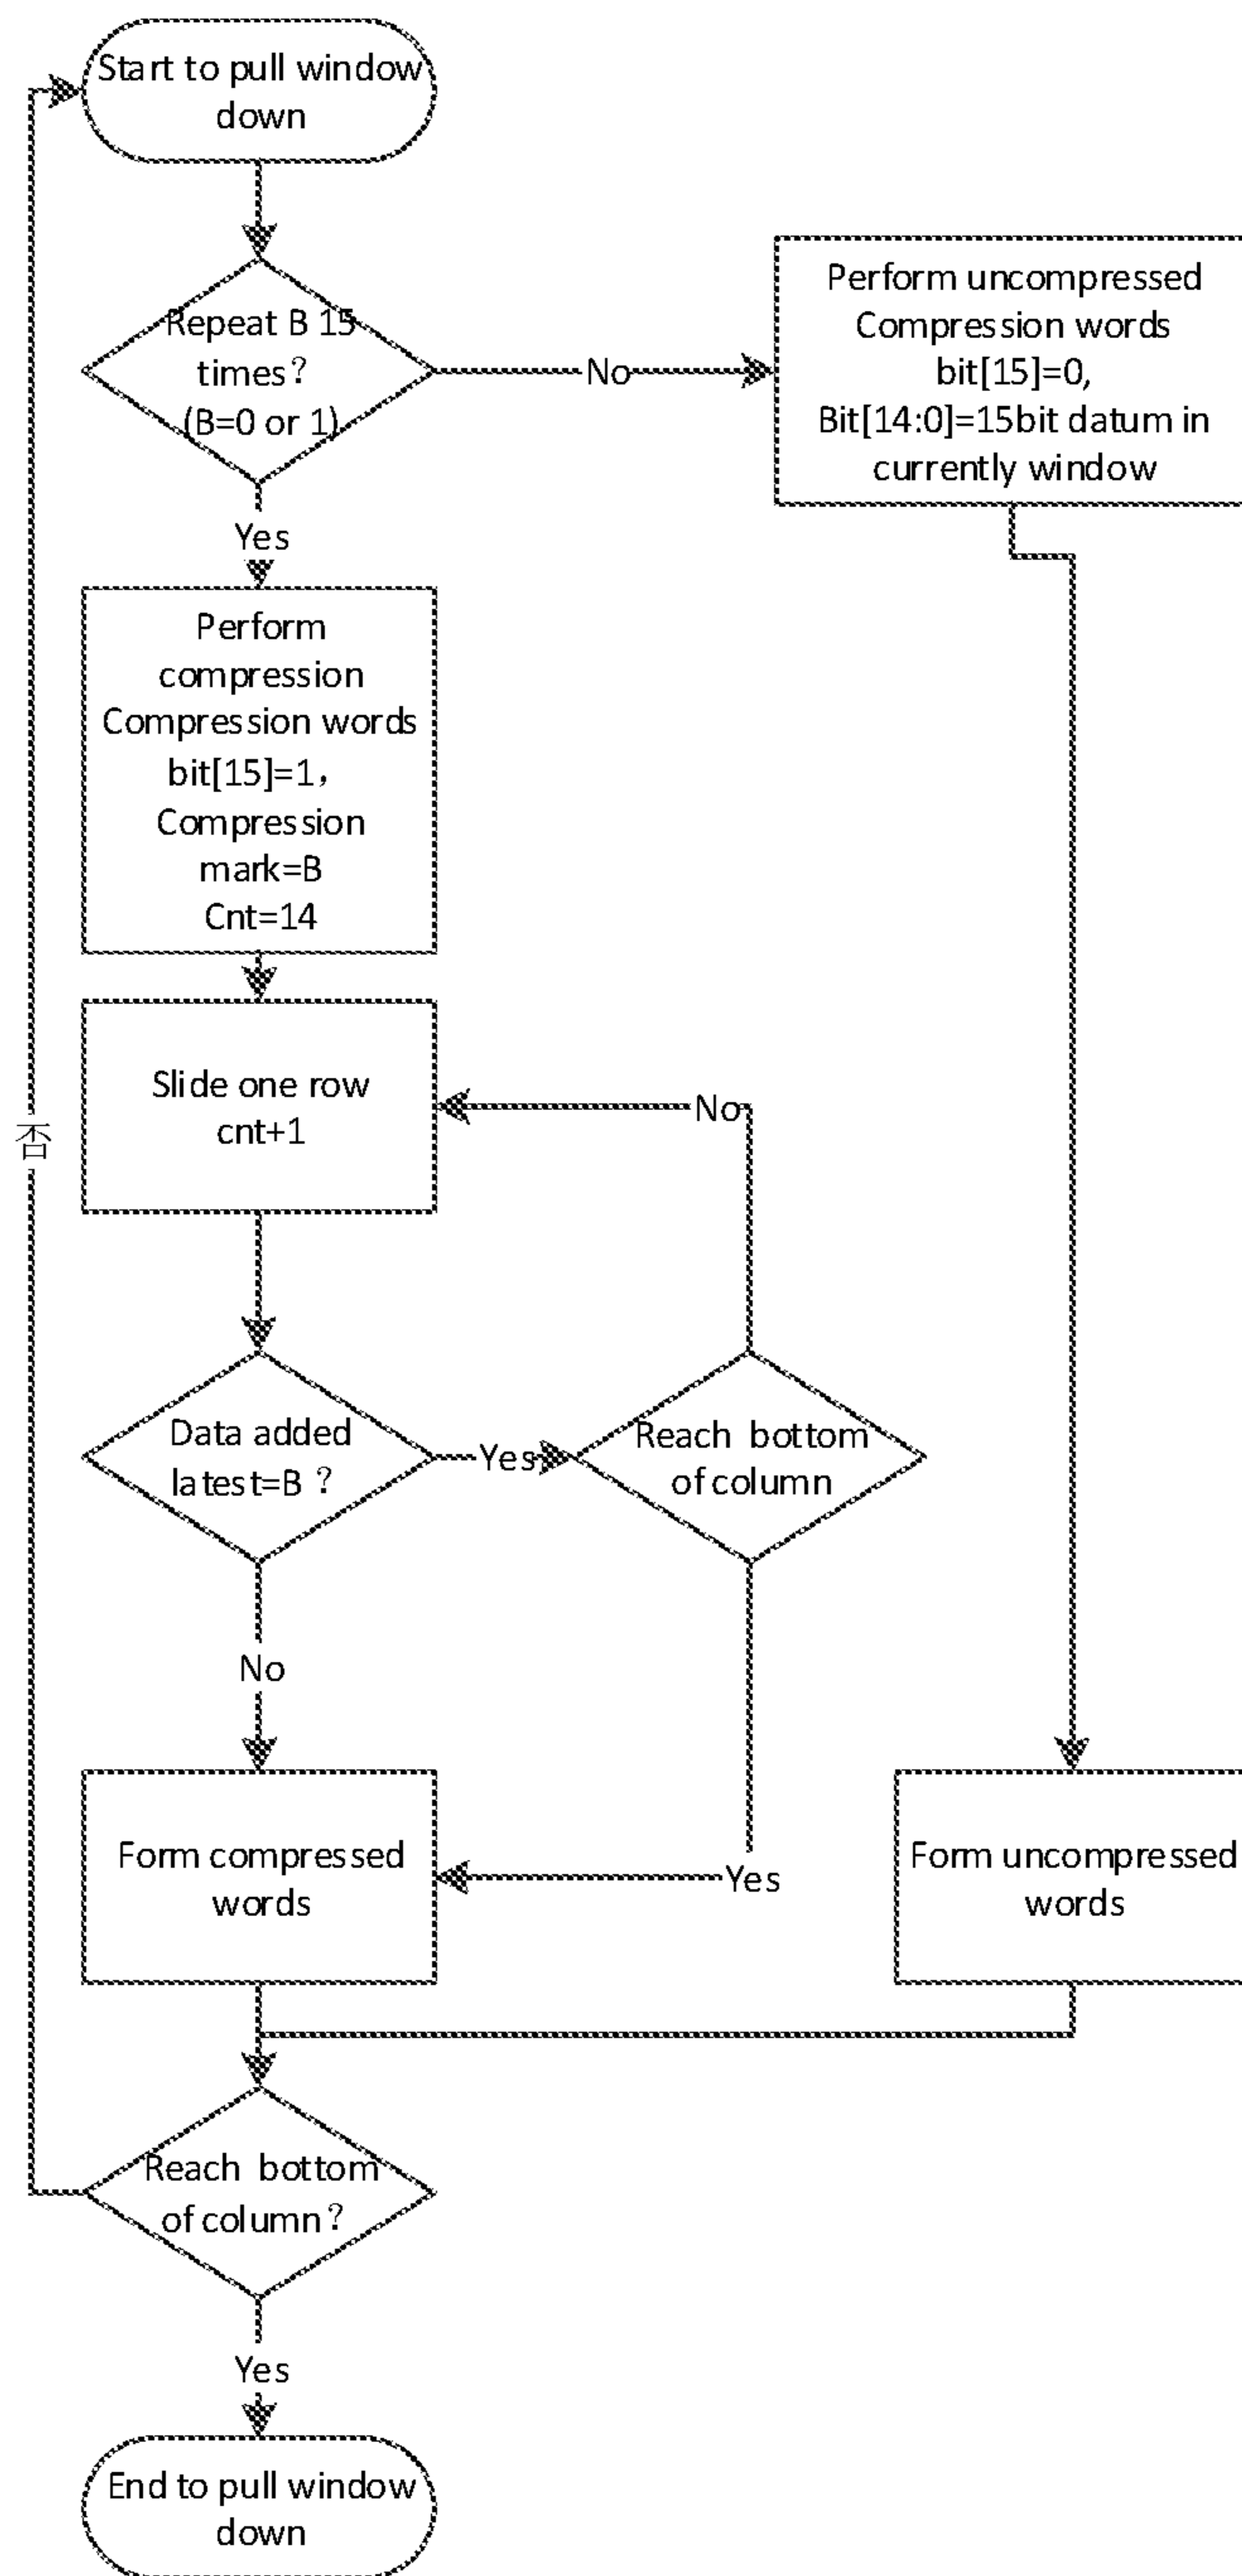 Start to pull window
down
Repeat B 15
times?
(B=0 or 1)
No
Perform uncompressed
Compression words
bit[15]=0,
Bit[14:0]=15bit datum in
currently window
Yes
Perform
compression
Compression words
bit[15]=1，
Compression
mark=B
Cnt=14
Slide one row
cnt+1
No
否
Data added
latest=B ?
Yes
Reach bottom
of column
No
Form compressed
words
Yes
Form uncompressed
words
Reach bottom
of column?
Yes
End to pull window
down